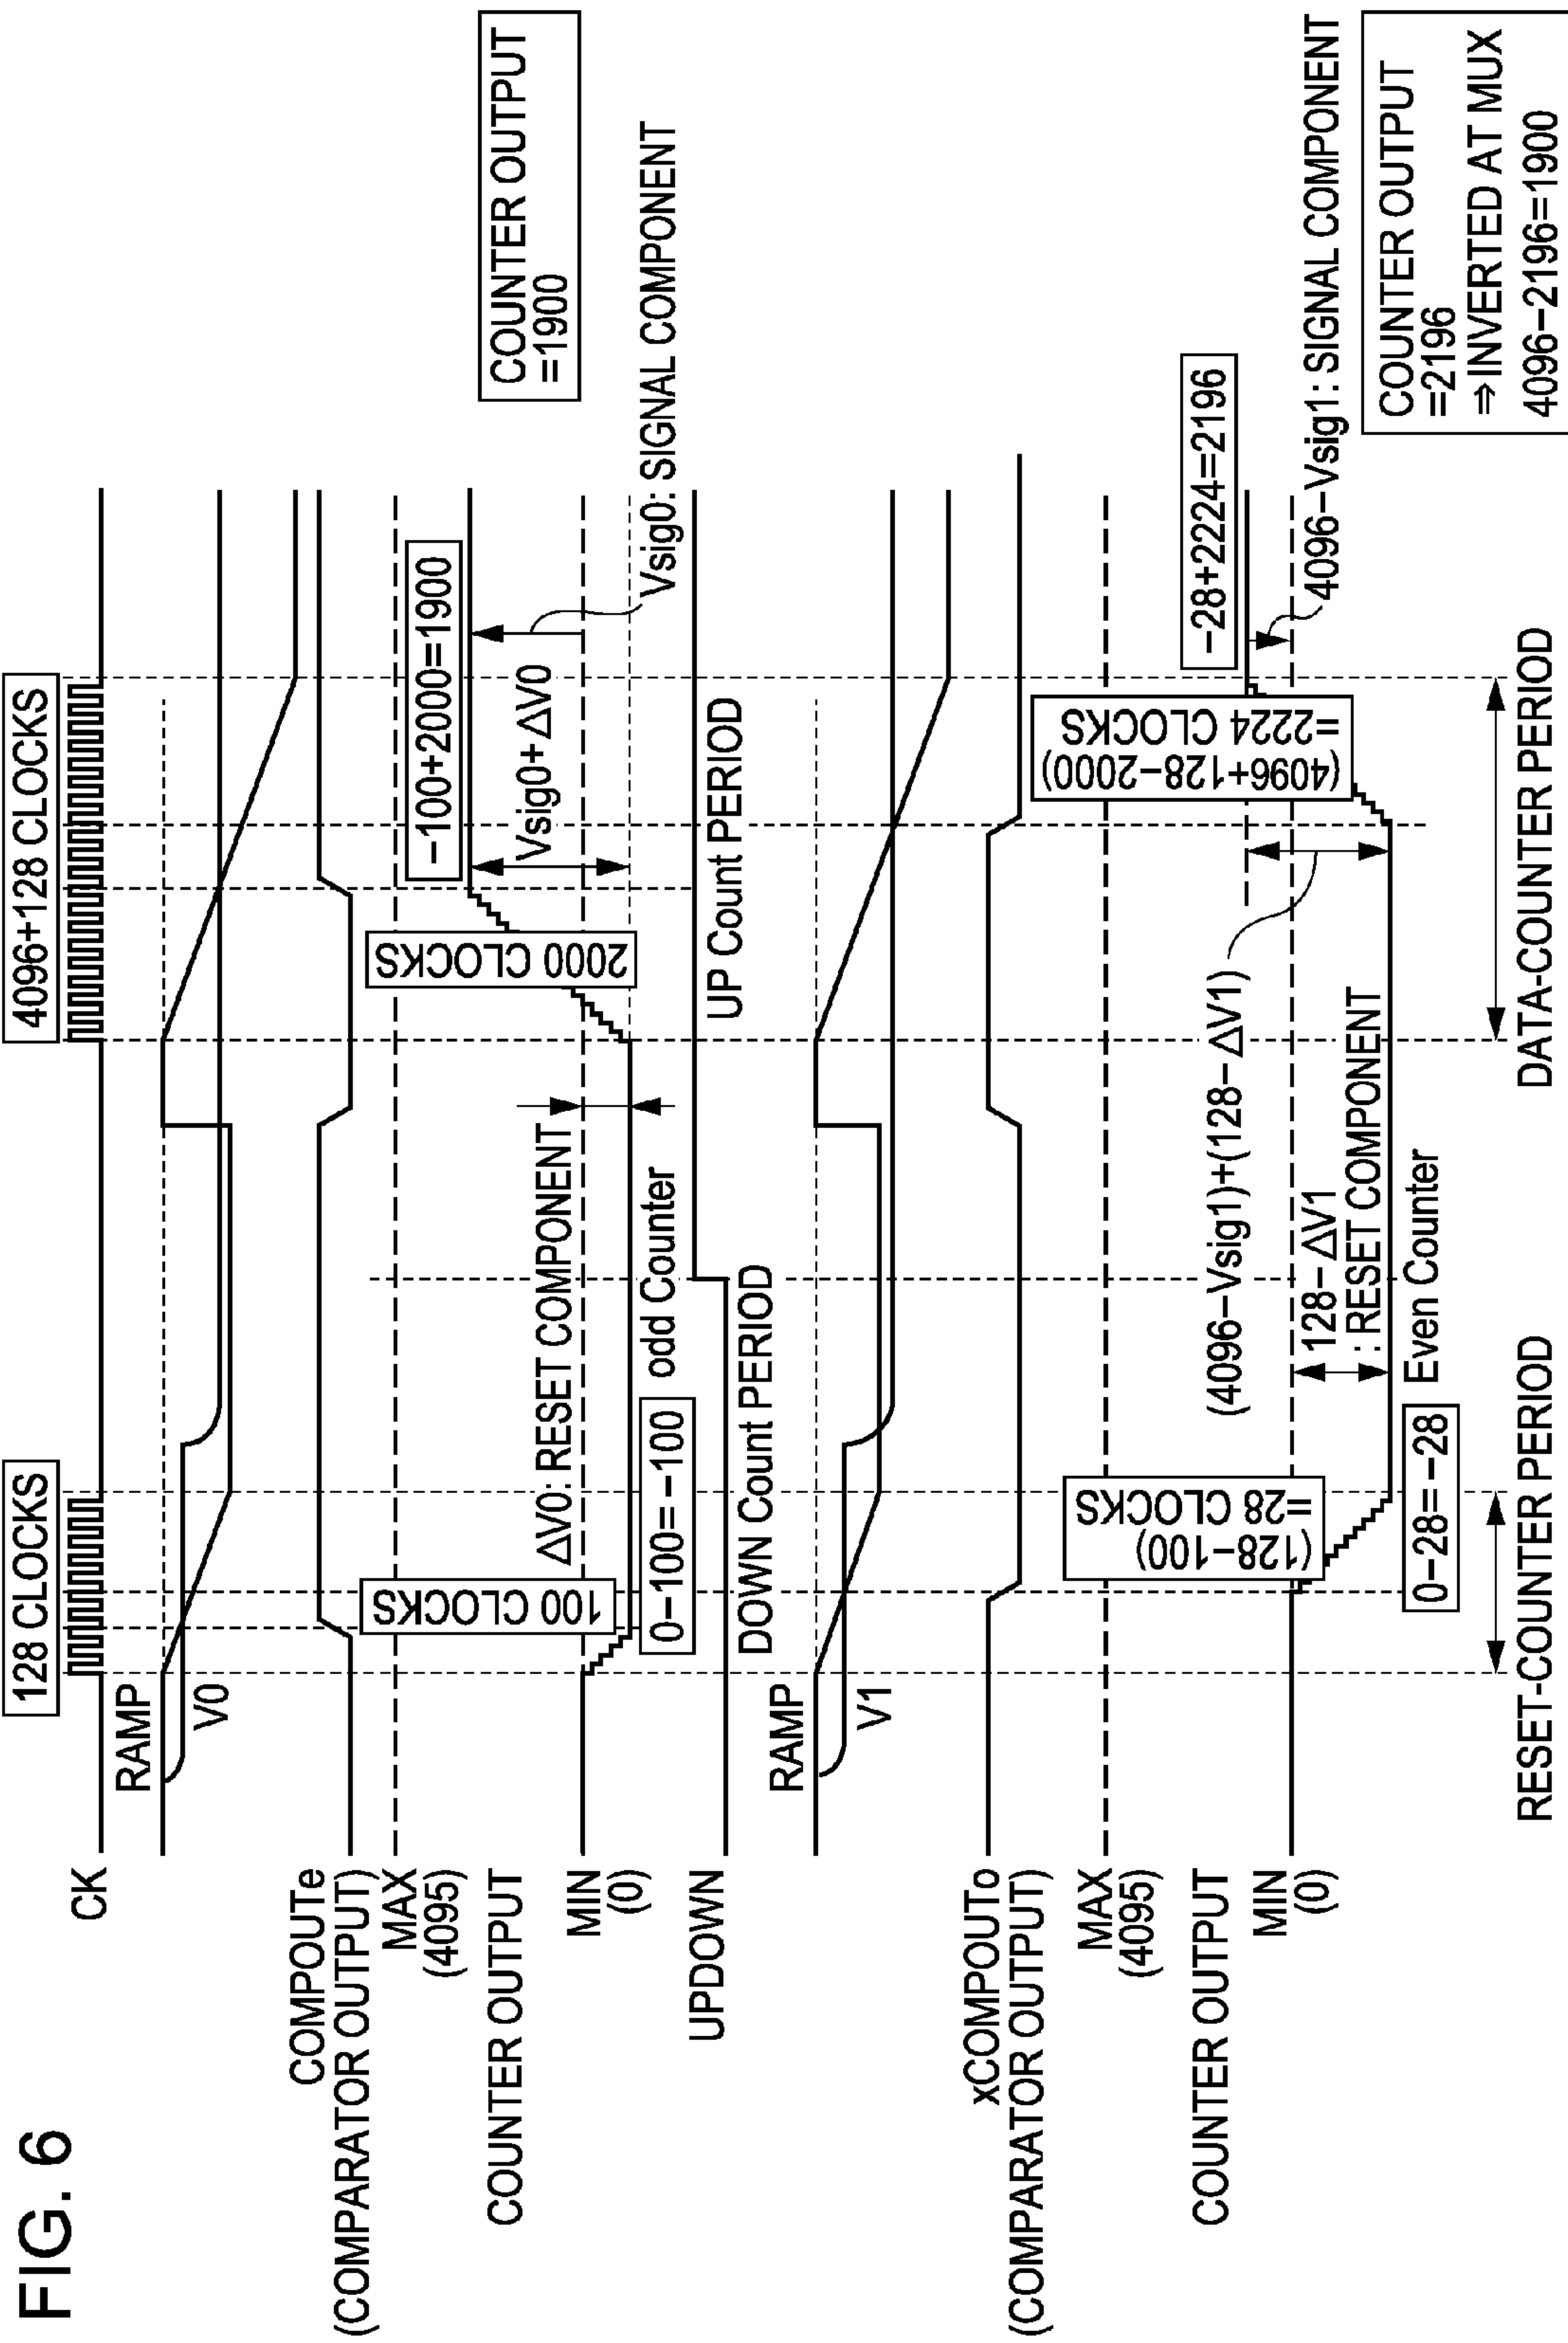 FIG. 6
128 CLOCKS
4096+128 CLOCKS
CK
RAMP
V0
COMPOUTe
(COMPARATOR OUTPUT)
MAX
(4095)
COUNTER OUTPUT
MIN
(0)
100 CLOCKS
ΔV0: RESET COMPONENT
0−100=−100
odd Counter
2000 CLOCKS
−100+2000=1900
Vsig0+ΔV0
Vsig0: SIGNAL COMPONENT
COUNTER OUTPUT
=1900
UPDOWN
DOWN Count PERIOD
UP Count PERIOD
RAMP
V1
xCOMPOUTo
(COMPARATOR OUTPUT)
MAX
(4095)
COUNTER OUTPUT
MIN
(0)
(128−100)
=28 CLOCKS
0−28=−28
Even Counter
(4096−Vsig1)+(128−ΔV1)
128−ΔV1
: RESET COMPONENT
(4096+128−2000)
=2224 CLOCKS
−28+2224=2196
4096−Vsig1: SIGNAL COMPONENT
COUNTER OUTPUT
=2196
⇒INVERTED AT MUX
4096−2196=1900
RESET-COUNTER PERIOD
DATA-COUNTER PERIOD